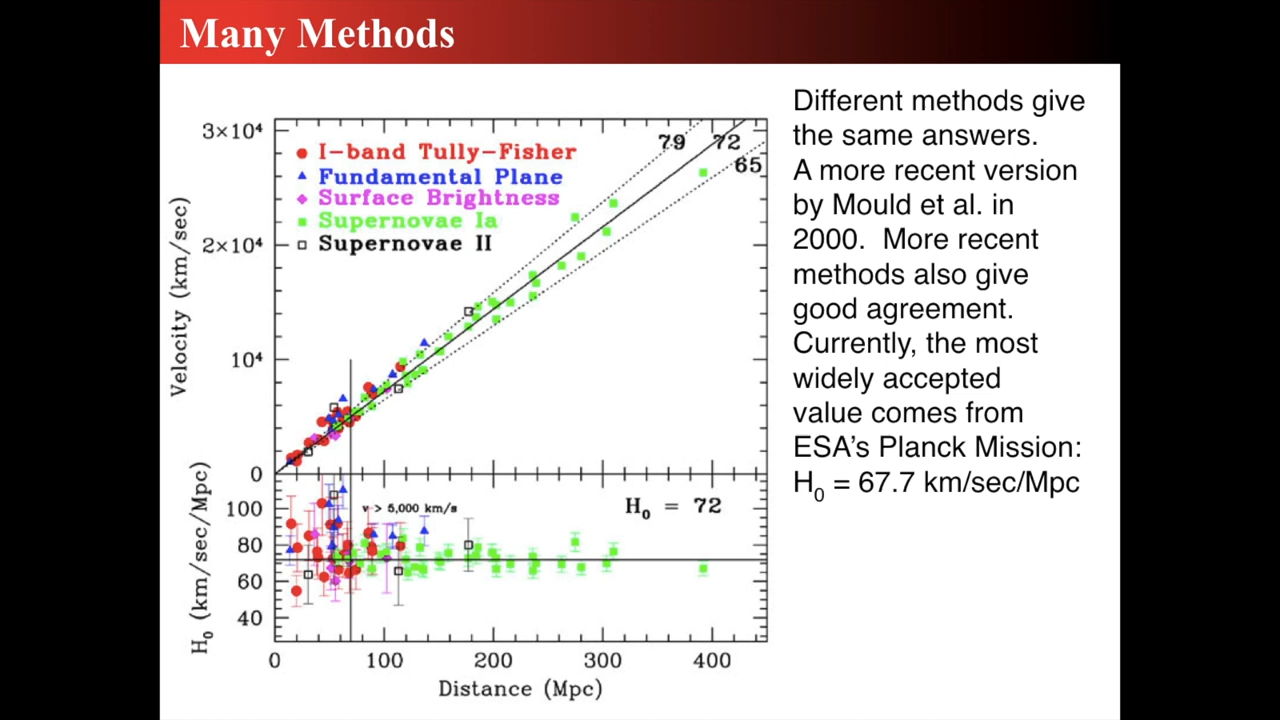 Many Methods
3×10⁴
2×10⁴
10⁴
0
Velocity (km/sec)
79
72
65
I-band Tully-Fisher
Fundamental Plane
Surface Brightness
Supernovae Ia
Supernovae II
100
80
60
40
H₀ (km/sec/Mpc)
v > 5,000 km/s
H₀ = 72
0 100 200 300 400
Distance (Mpc)
Different methods give
the same answers.
A more recent version
by Mould et al. in
2000. More recent
methods also give
good agreement.
Currently, the most
widely accepted
value comes from
ESA’s Planck Mission:
H₀ = 67.7 km/sec/Mpc